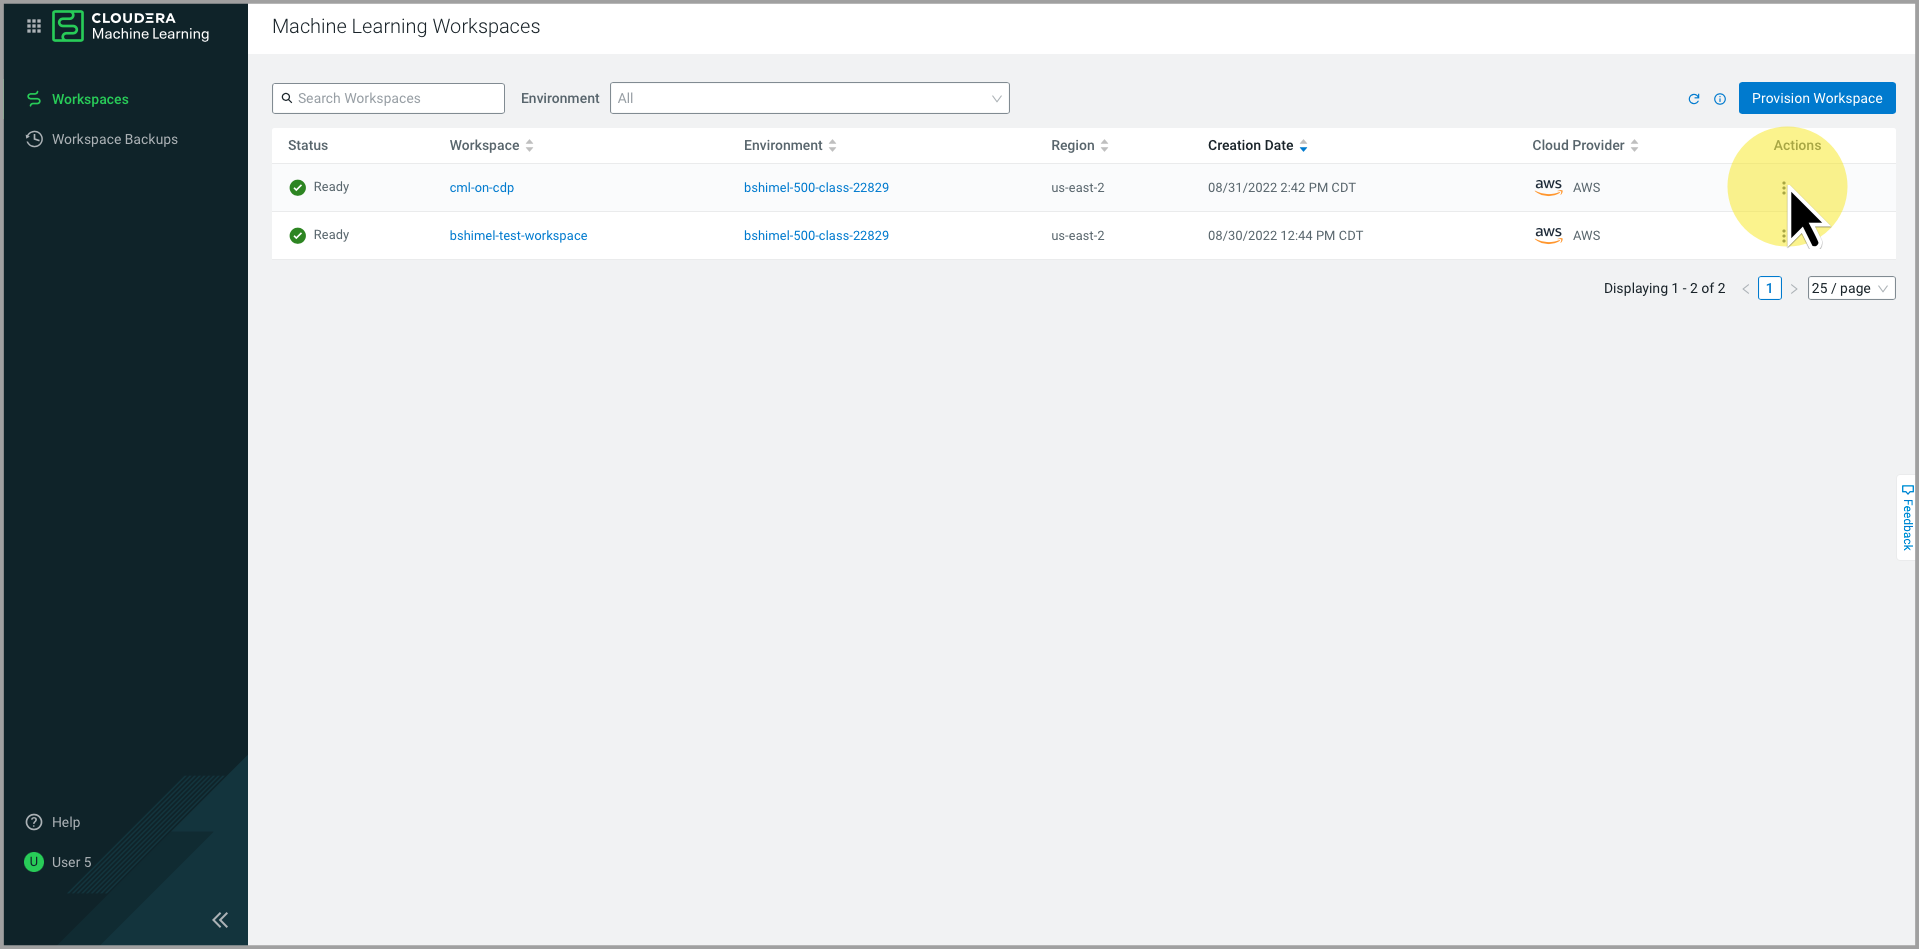 CLOUDERA
Machine Learning
Workspaces
Workspace Backups
Help
U User 5
Machine Learning Workspaces
Search Workspaces Environment All Provision Workspace
Status Workspace Environment Region Creation Date Cloud Provider Actions
Ready cml-on-cdp bshimel-500-class-22829 us-east-2 08/31/2022 2:42 PM CDT aws AWS
Ready bshimel-test-workspace bshimel-500-class-22829 us-east-2 08/30/2022 12:44 PM CDT aws AWS
Displaying 1 - 2 of 2 < 1 > 25 / page
Feedback